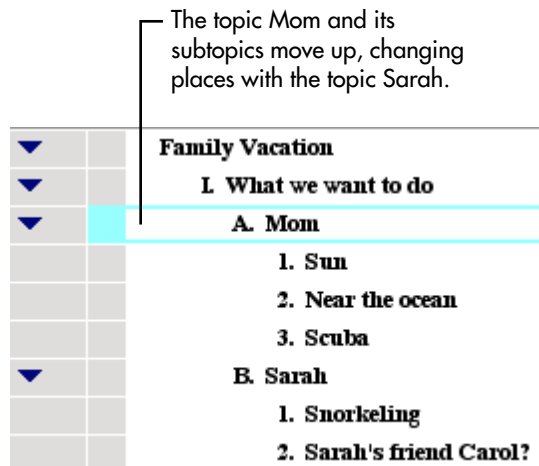 The topic Mom and its
subtopics move up, changing
places with the topic Sarah.
Family Vacation
I. What we want to do
A. Mom
1. Sun
2. Near the ocean
3. Scuba
B. Sarah
1. Snorkeling
2. Sarah's friend Carol?